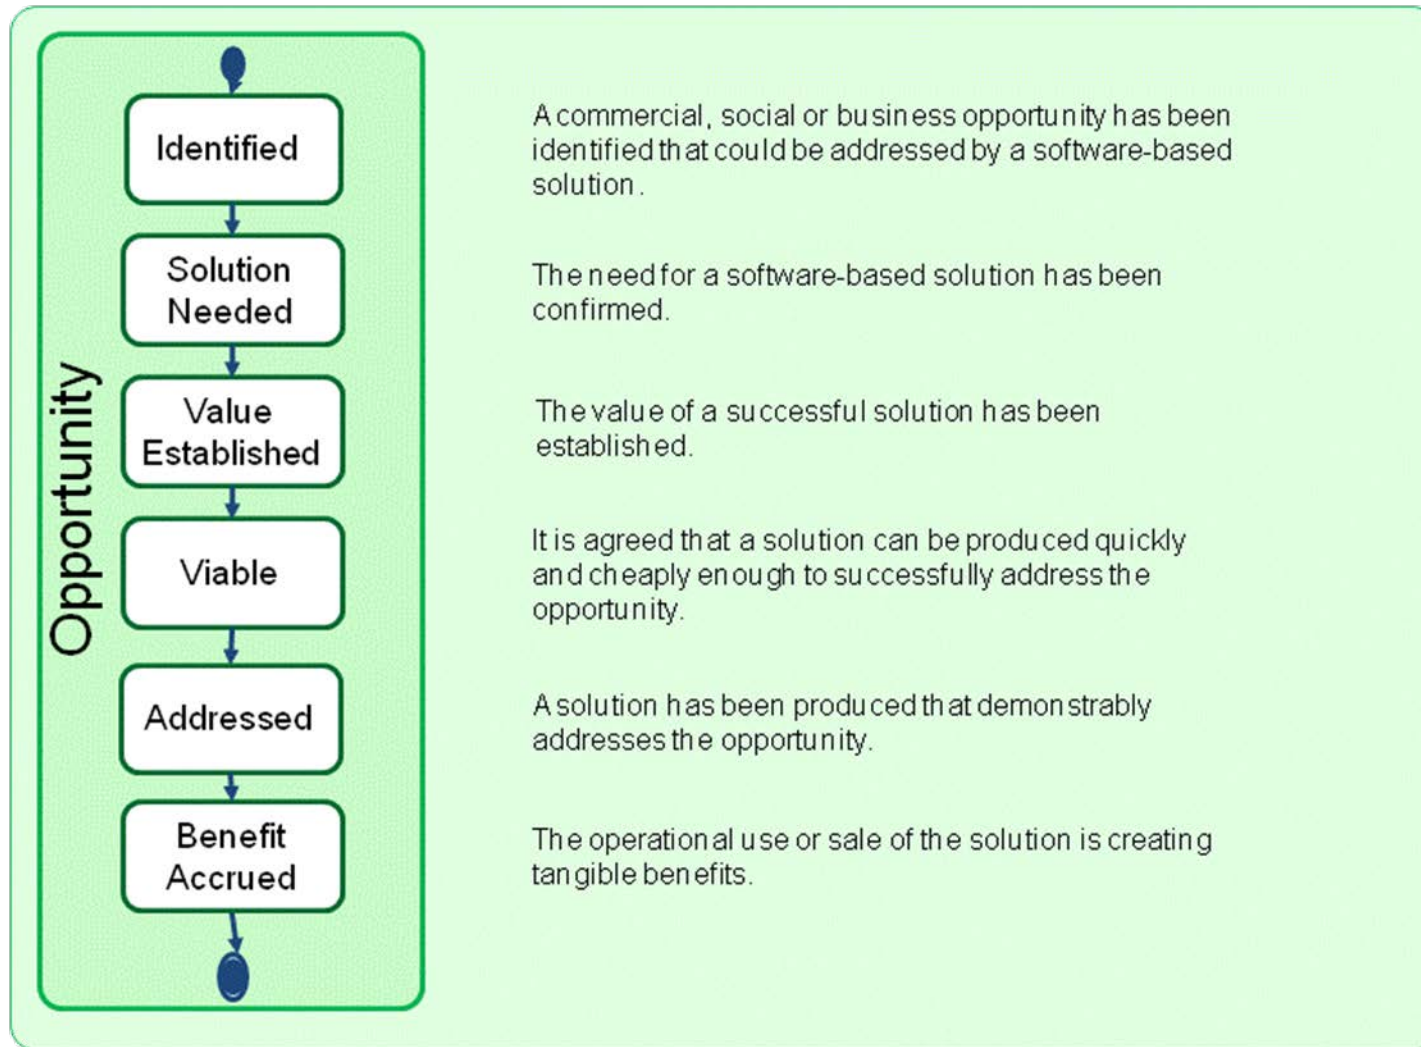 Opportunity
Identified
A commercial, social or business opportunity has been
identified that could be addressed by a software-based
solution.
Solution
Needed
The need for a software-based solution has been
confirmed.
Value
Established
The value of a successful solution has been
established.
Viable
It is agreed that a solution can be produced quickly
and cheaply enough to successfully address the
opportunity.
Addressed
A solution has been produced that demonstrably
addresses the opportunity.
Benefit
Accrued
The operational use or sale of the solution is creating
tangible benefits.